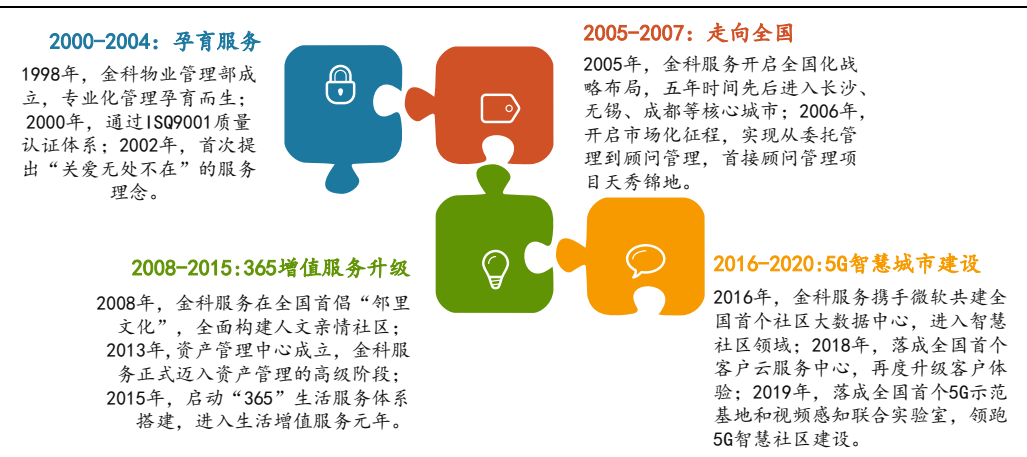 2000-2004：孕育服务
1998年，金科物业管理部成
立，专业化管理孕育而生；
2000年，通过ISQ9001质量
认证体系；2002年，首次提
出“关爱无处不在”的服务
理念。
2005-2007：走向全国
2005年，金科服务开启全国化战
略布局，五年时间先后进入长沙、
无锡、成都等核心城市；2006年，
开启市场化征程，实现从委托管
理到顾问管理，首接顾问管理项
目天秀锦地。
2008-2015:365增值服务升级
2008年，金科服务在全国首倡“邻里
文化”，全面构建人文亲情社区；
2013年,资产管理中心成立，金科服
务正式迈入资产管理的高级阶段；
2015年，启动“365”生活服务体系
搭建，进入生活增值服务元年。
2016-2020:5G智慧城市建设
2016年，金科服务携手微软共建全
国首个社区大数据中心，进入智慧
社区领域；2018年，落成全国首个
客户云服务中心，再度升级客户体
验；2019年，落成全国首个5G示范
基地和视频感知联合实验室，领跑
5G智慧社区建设。